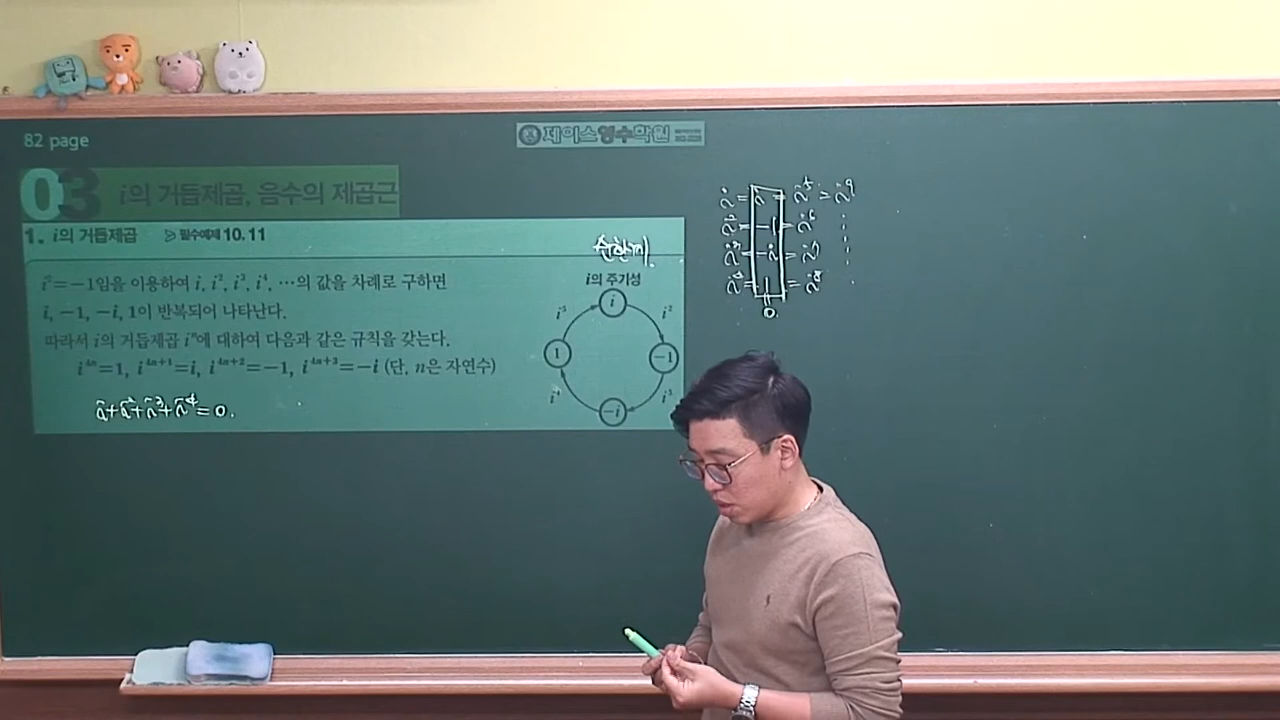 82 page
제이스영수학원
03 i의 거듭제곱, 음수의 제곱근
1. i의 거듭제곱 ▷ 필수예제 10, 11
순환마디.
i²=−1임을 이용하여 i, i², i³, i⁴, …의 값을 차례로 구하면
i, −1, −i, 1이 반복되어 나타난다.
따라서 i의 거듭제곱 iⁿ에 대하여 다음과 같은 규칙을 갖는다.
i⁴ⁿ=1, i⁴ⁿ⁺¹=i, i⁴ⁿ⁺²=−1, i⁴ⁿ⁺³=−i (단, n은 자연수)
i+i²+i³+i⁴=0.
i의 주기성
i
i⁵ i²
1 −1
i⁴ i³
−i
i = i = i⁵ = i⁹
i² = −1 = i⁶
i³ = −i = i⁷
i⁴ = 1 = i⁸
0.